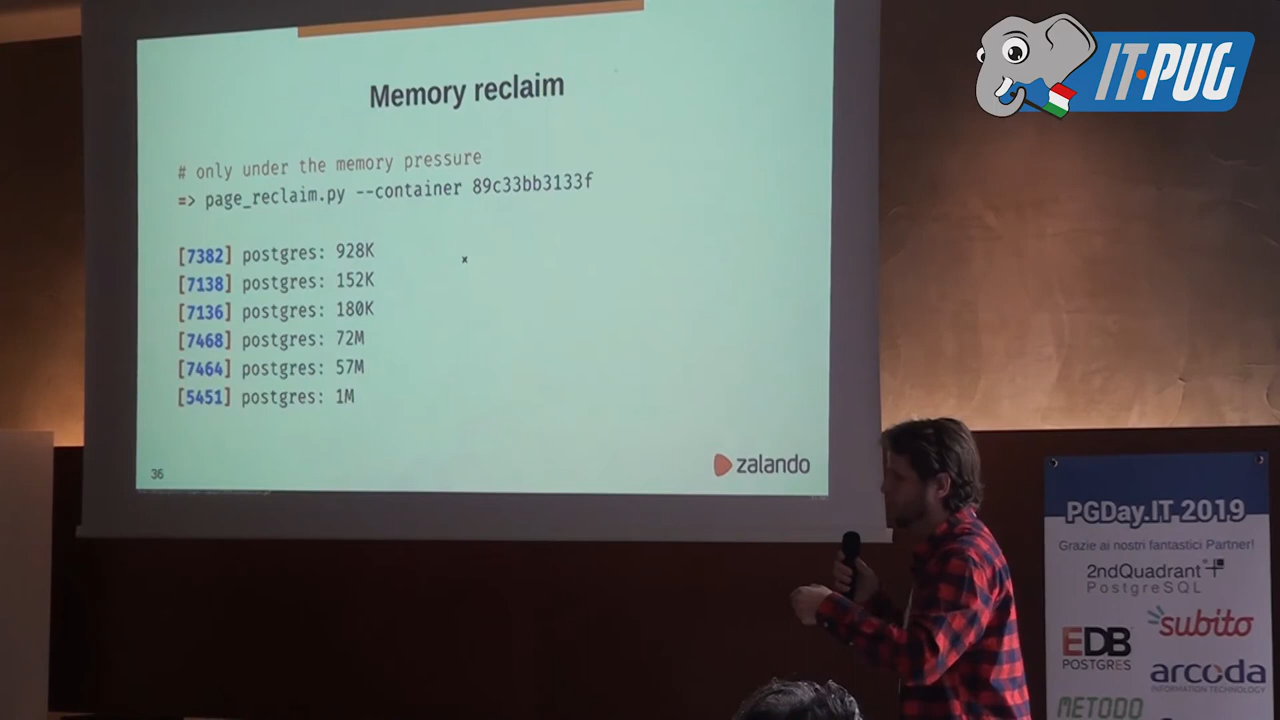 IT·PUG
Memory reclaim
# only under the memory pressure
=> page_reclaim.py --container 89c33bb3133f
[7382] postgres: 928K
[7138] postgres: 152K
[7136] postgres: 180K
[7468] postgres: 72M
[7464] postgres: 57M
[5451] postgres: 1M
36
zalando
PGDay.IT 2019
Grazie ai nostri fantastici Partner!
2ndQuadrant
PostgreSQL
subito
EDB
POSTGRES
arcoda
INFORMATION TECHNOLOGY
METODO